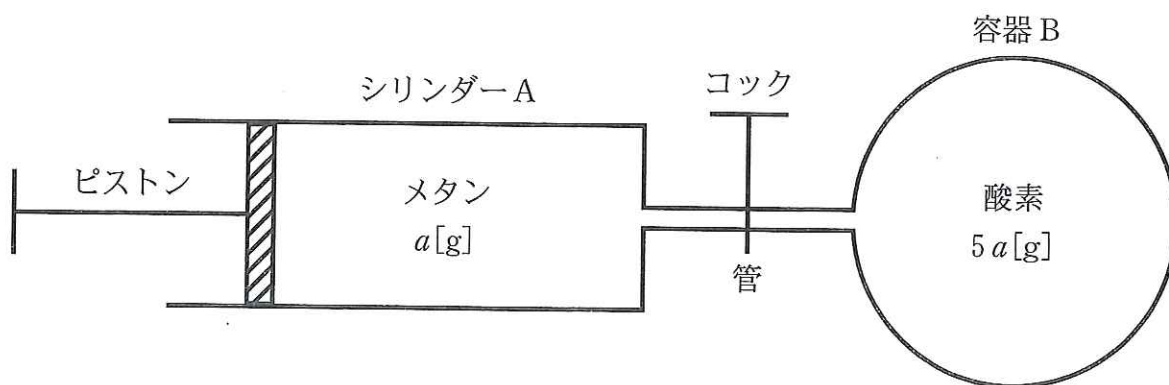 容器B
シリンダーA
コック
ピストン
メタン
a[g]
酸素
5a[g]
管